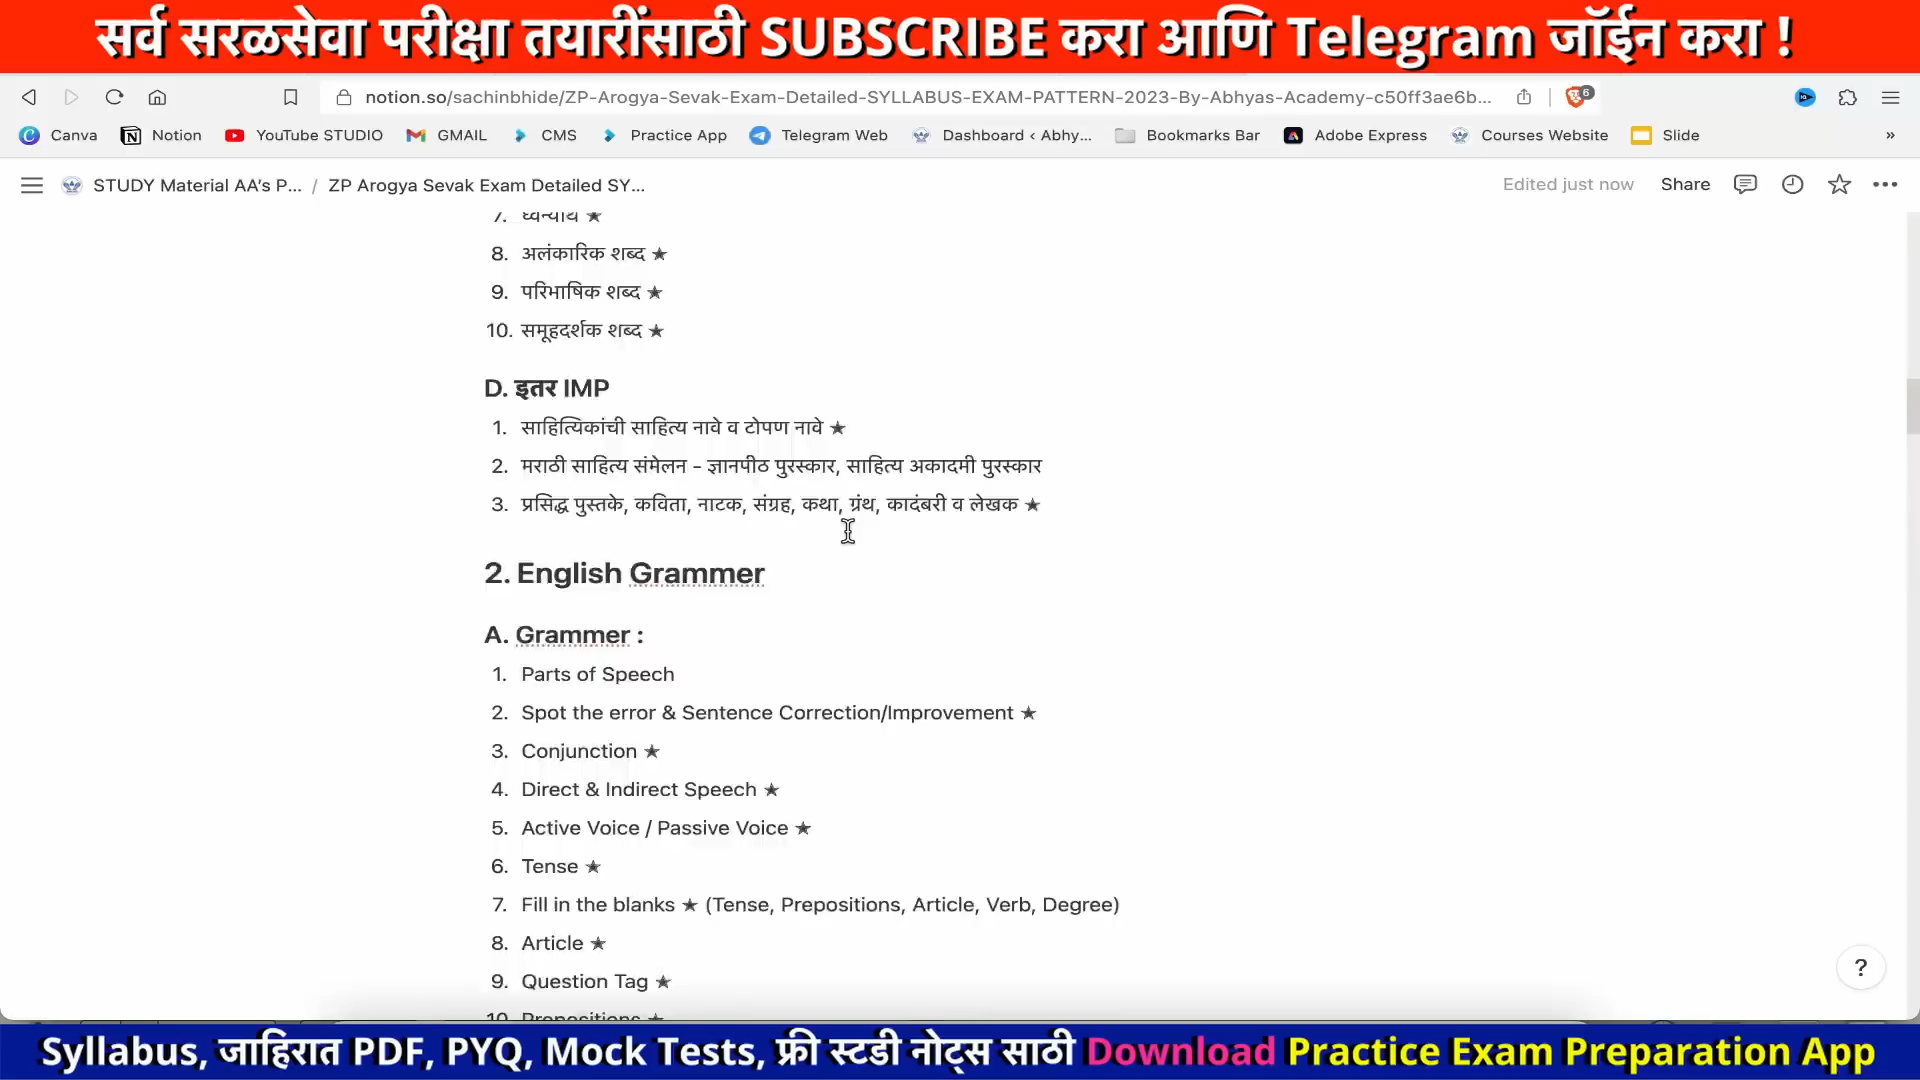 सर्व सरळसेवा परीक्षा तयारींसाठी SUBSCRIBE करा आणि Telegram जॉईन करा !
notion.so/sachinbhide/ZP-Arogya-Sevak-Exam-Detailed-SYLLABUS-EXAM-PATTERN-2023-By-Abhyas-Academy-c50ff3ae6b... 6
Canva Notion YouTube STUDIO GMAIL CMS Practice App Telegram Web Dashboard ‹ Abhy... Bookmarks Bar Adobe Express Courses Website Slide »
STUDY Material AA's P... / ZP Arogya Sevak Exam Detailed SY... Edited just now Share
7. ध्वन्यार्थ ★
8. अलंकारिक शब्द ★
9. परिभाषिक शब्द ★
10. समूहदर्शक शब्द ★
D. इतर IMP
1. साहित्यिकांची साहित्य नावे व टोपण नावे ★
2. मराठी साहित्य संमेलन - ज्ञानपीठ पुरस्कार, साहित्य अकादमी पुरस्कार
3. प्रसिद्ध पुस्तके, कविता, नाटक, संग्रह, कथा, ग्रंथ, कादंबरी व लेखक ★
2. English Grammer
A. Grammer :
1. Parts of Speech
2. Spot the error & Sentence Correction/Improvement ★
3. Conjunction ★
4. Direct & Indirect Speech ★
5. Active Voice / Passive Voice ★
6. Tense ★
7. Fill in the blanks ★ (Tense, Prepositions, Article, Verb, Degree)
8. Article ★
9. Question Tag ★
10. Prepositions ★
?
Syllabus, जाहिरात PDF, PYQ, Mock Tests, फ्री स्टडी नोट्स साठी Download Practice Exam Preparation App